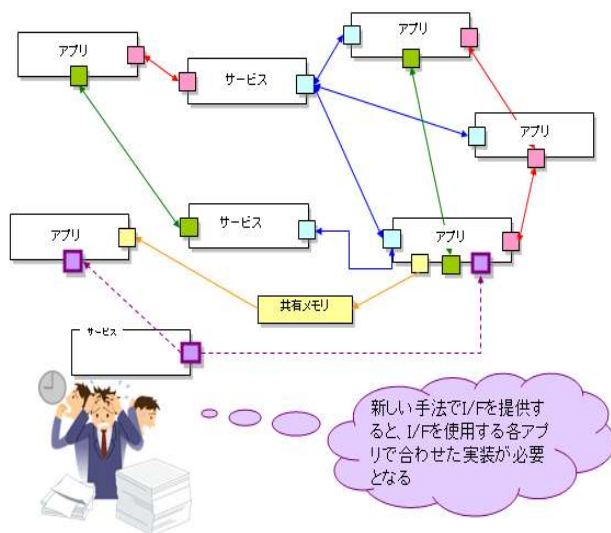 アプリ
アプリ
サービス
アプリ
サービス
アプリ
アプリ
共有メモリ
サービス
新しい手法でI/Fを提供す
ると、I/Fを使用する各アプ
リで合わせた実装が必要
となる